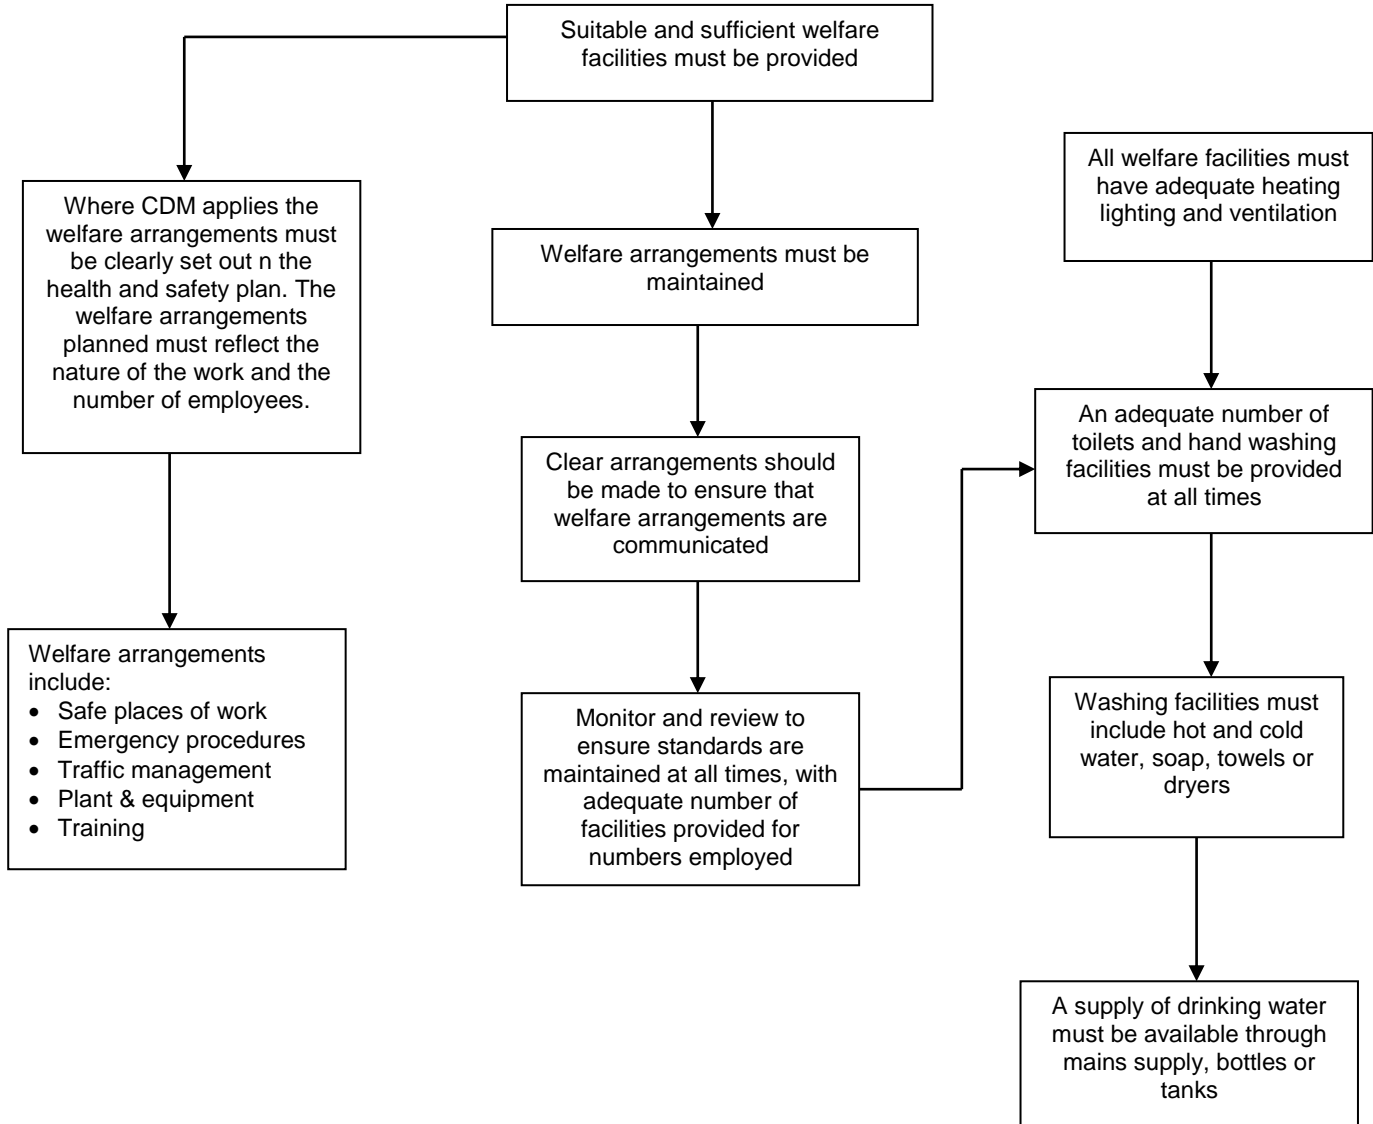 Suitable and sufficient welfare
facilities must be provided
Where CDM applies the
welfare arrangements must
be clearly set out n the
health and safety plan. The
welfare arrangements
planned must reflect the
nature of the work and the
number of employees.
Welfare arrangements
include:
• Safe places of work
• Emergency procedures
• Traffic management
• Plant & equipment
• Training
Welfare arrangements must be
maintained
Clear arrangements should
be made to ensure that
welfare arrangements are
communicated
Monitor and review to
ensure standards are
maintained at all times, with
adequate number of
facilities provided for
numbers employed
All welfare facilities must
have adequate heating
lighting and ventilation
An adequate number of
toilets and hand washing
facilities must be provided
at all times
Washing facilities must
include hot and cold
water, soap, towels or
dryers
A supply of drinking water
must be available through
mains supply, bottles or
tanks